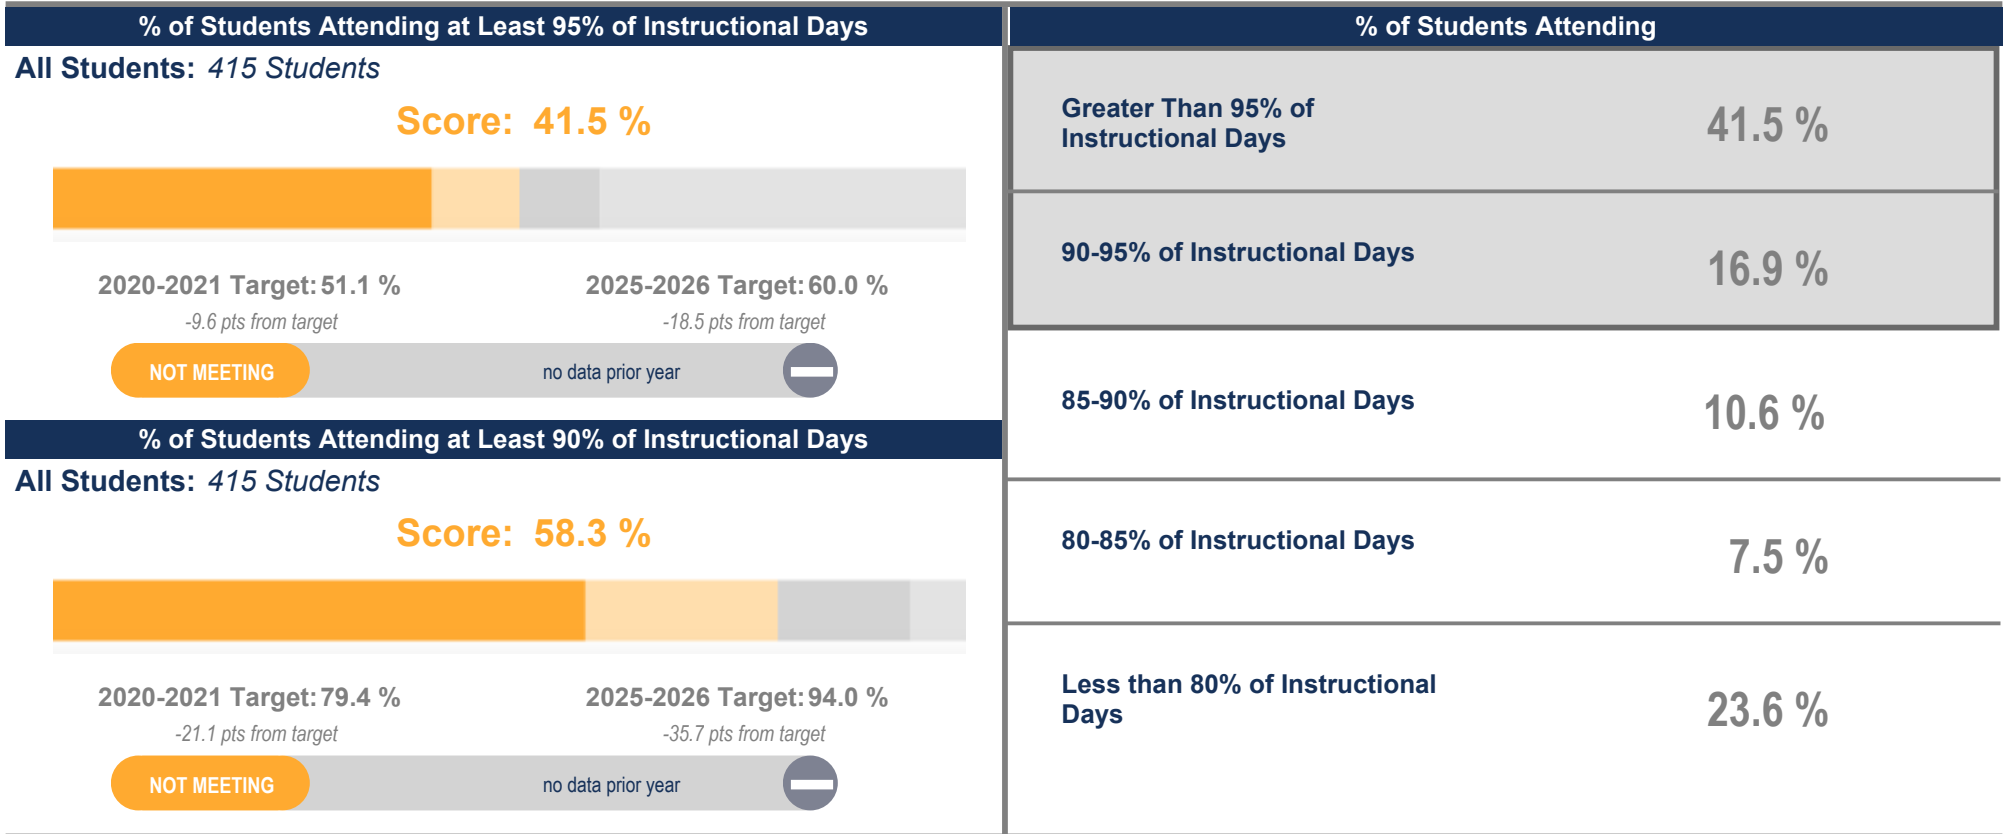 % of Students Attending at Least 95% of Instructional Days
All Students: 415 Students
Score: 41.5 %
2020-2021 Target: 51.1 %
-9.6 pts from target
2025-2026 Target: 60.0 %
-18.5 pts from target
NOT MEETING
no data prior year
% of Students Attending at Least 90% of Instructional Days
All Students: 415 Students
Score: 58.3 %
2020-2021 Target: 79.4 %
-21.1 pts from target
2025-2026 Target: 94.0 %
-35.7 pts from target
NOT MEETING
no data prior year
% of Students Attending
Greater Than 95% of
Instructional Days
41.5 %
90-95% of Instructional Days
16.9 %
85-90% of Instructional Days
10.6 %
80-85% of Instructional Days
7.5 %
Less than 80% of Instructional
Days
23.6 %